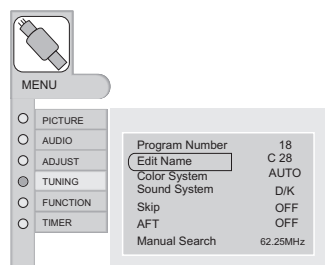 MENU
PICTURE
AUDIO
ADJUST
TUNING
FUNCTION
TIMER
Program Number 18
Edit Name C 28
Color System AUTO
Sound System D/K
Skip OFF
AFT OFF
Manual Search 62.25MHz